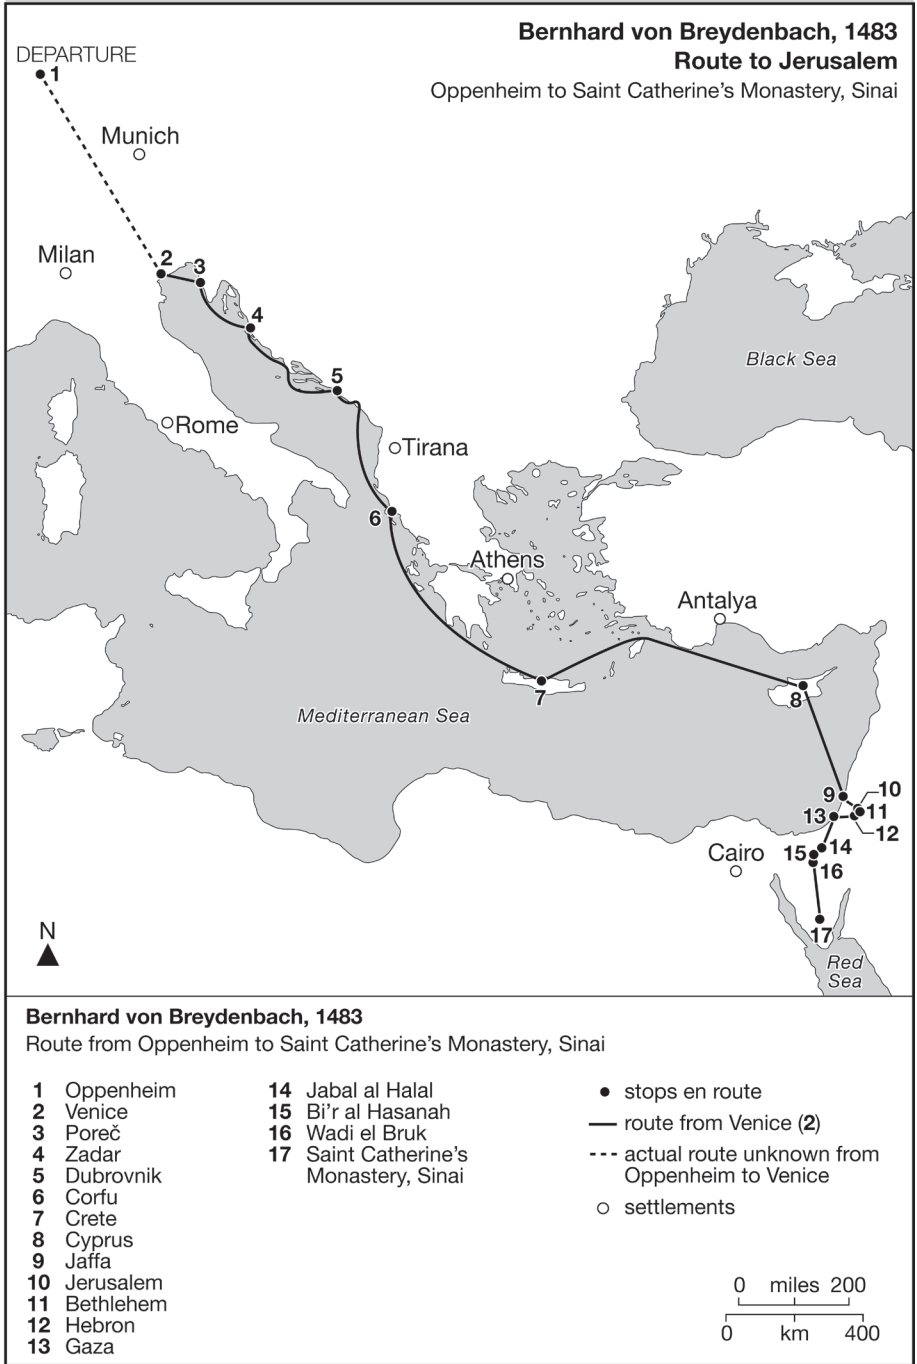 Bernhard von Breydenbach, 1483
Route to Jerusalem
Oppenheim to Saint Catherine’s Monastery, Sinai
DEPARTURE
1
Munich
Milan
2
3
4
Black Sea
5
Rome
Tirana
6
Athens
Antalya
7
8
Mediterranean Sea
9
10
11
13
12
Cairo
14
15
16
17
N
Red
Sea
Bernhard von Breydenbach, 1483
Route from Oppenheim to Saint Catherine’s Monastery, Sinai
1 Oppenheim
2 Venice
3 Poreč
4 Zadar
5 Dubrovnik
6 Corfu
7 Crete
8 Cyprus
9 Jaffa
10 Jerusalem
11 Bethlehem
12 Hebron
13 Gaza
14 Jabal al Halal
15 Bi’r al Hasanah
16 Wadi el Bruk
17 Saint Catherine’s
Monastery, Sinai
stops en route
route from Venice (2)
actual route unknown from
Oppenheim to Venice
settlements
0 miles 200
0 km 400